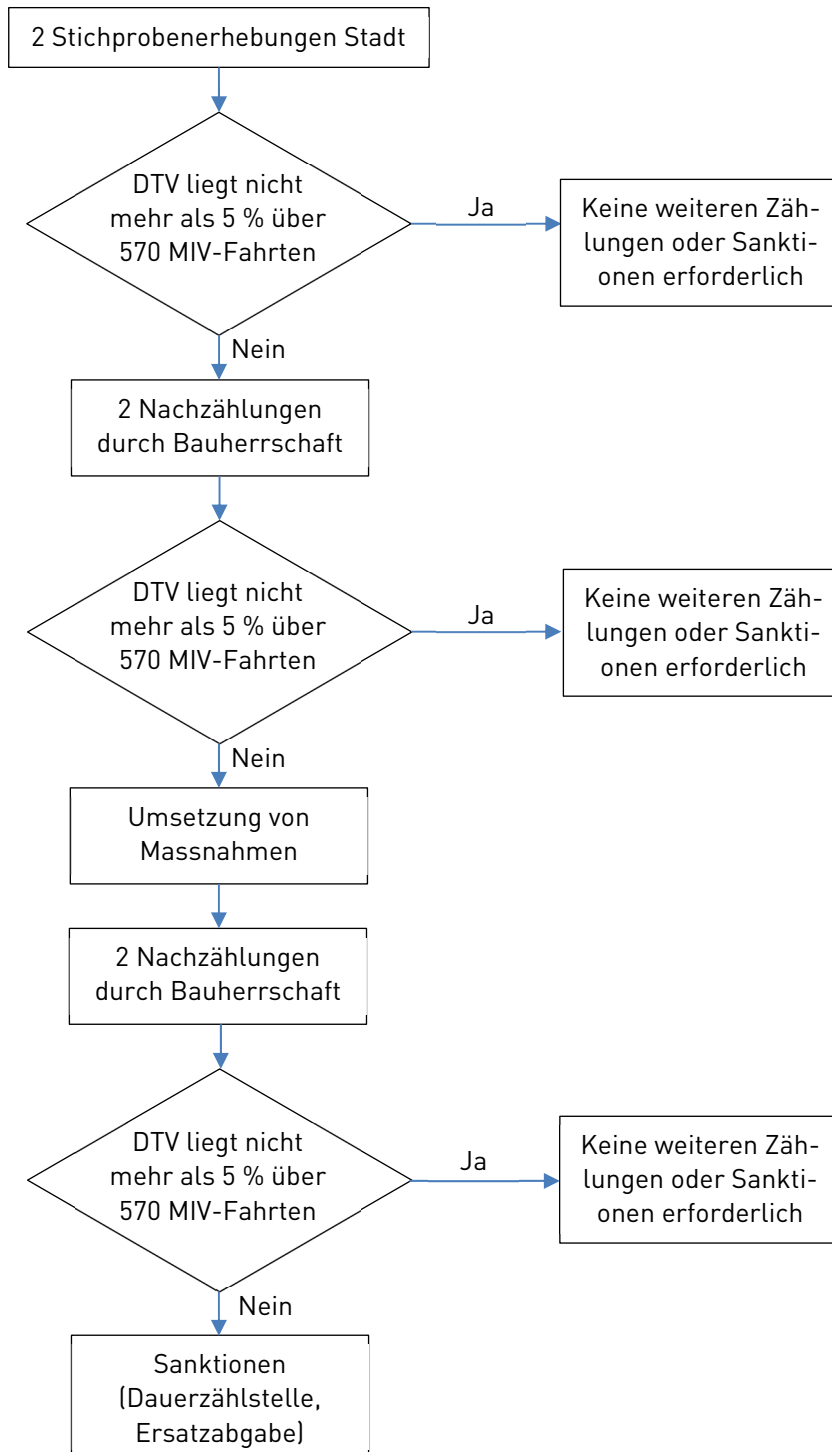 2 Stichprobenerhebungen Stadt
DTV liegt nicht
mehr als 5 % über
570 MIV-Fahrten
Ja
Keine weiteren Zäh-
lungen oder Sankti-
onen erforderlich
Nein
2 Nachzählungen
durch Bauherrschaft
DTV liegt nicht
mehr als 5 % über
570 MIV-Fahrten
Ja
Keine weiteren Zäh-
lungen oder Sankti-
onen erforderlich
Nein
Umsetzung von
Massnahmen
2 Nachzählungen
durch Bauherrschaft
DTV liegt nicht
mehr als 5 % über
570 MIV-Fahrten
Ja
Keine weiteren Zäh-
lungen oder Sankti-
onen erforderlich
Nein
Sanktionen
(Dauerzählstelle,
Ersatzabgabe)